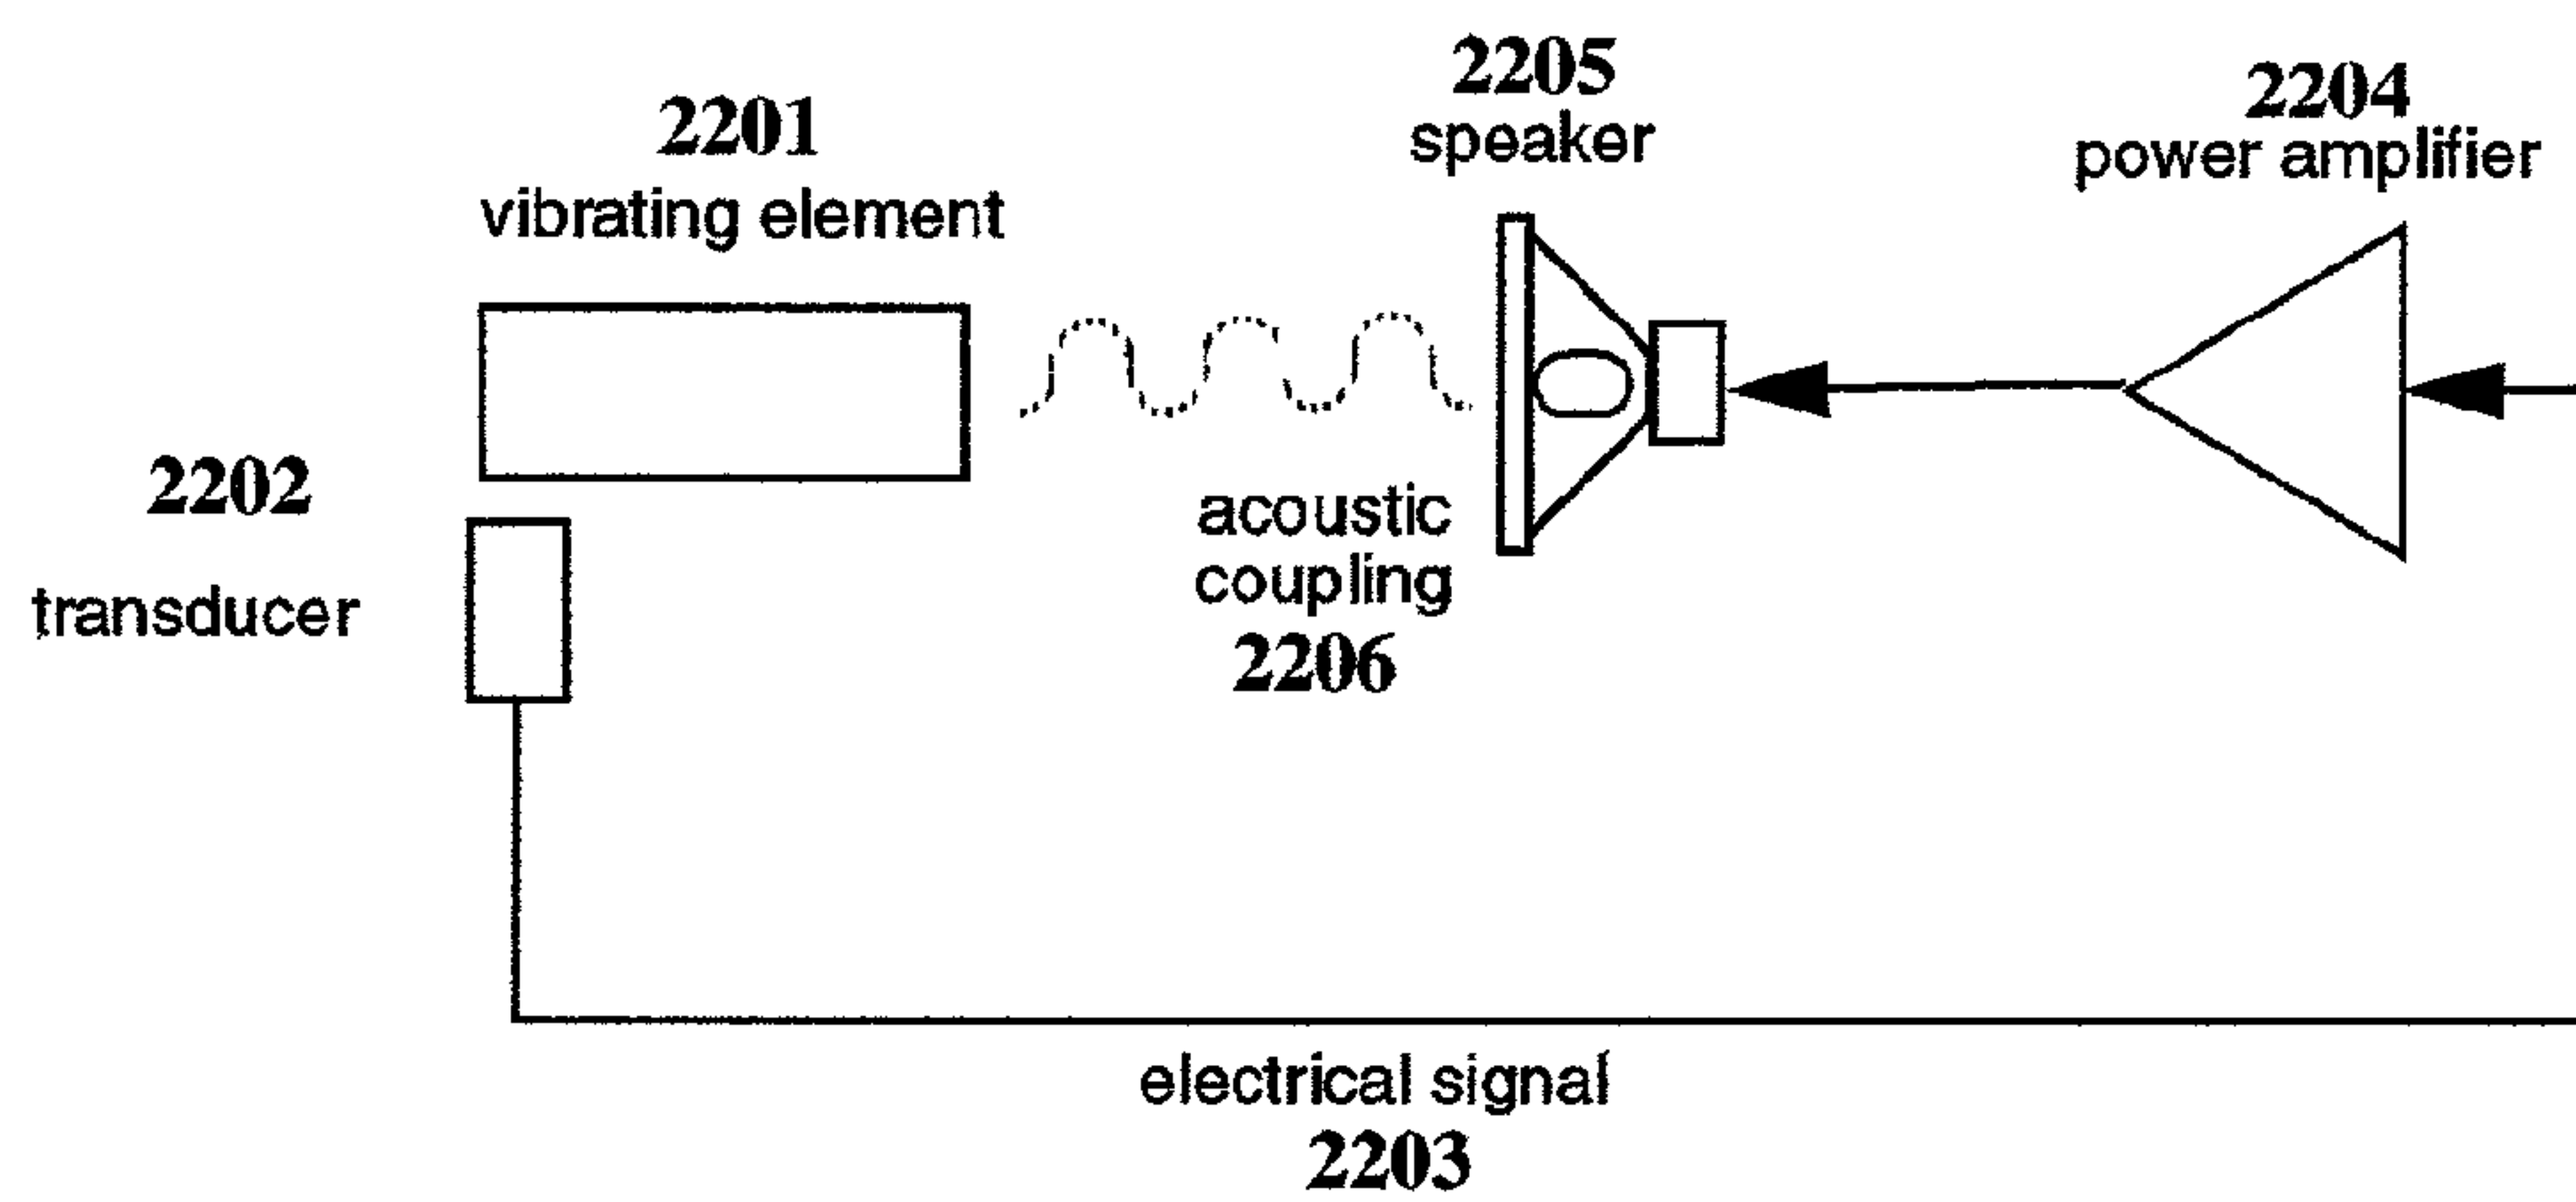 2201
vibrating element
2205
speaker
2204
power amplifier
2202
transducer
acoustic
coupling
2206
electrical signal
2203